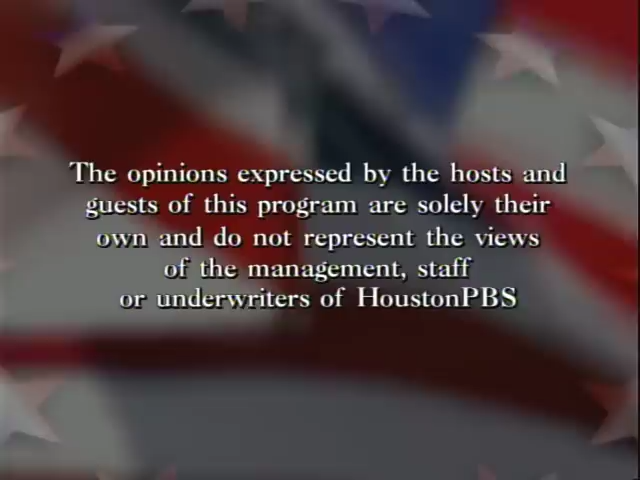 The opinions expressed by the hosts and
guests of this program are solely their
own and do not represent the views
of the management, staff
or underwriters of HoustonPBS